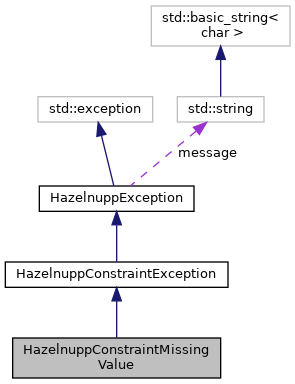 std::basic_string<
char >
std::exception
std::string
message
HazelnuppException
HazelnuppConstraintException
HazelnuppConstraintMissing
Value